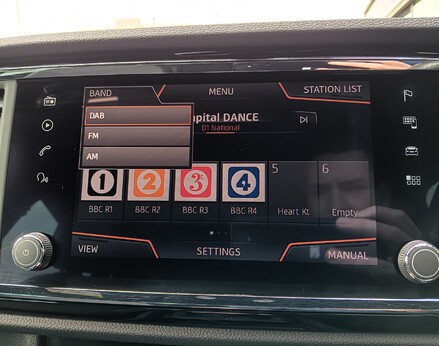 BAND
MENU
STATION LIST
DAB
FM
AM
apital DANCE
D1 National
1
2
3
4
5
6
BBC R1
BBC R2
BBC R3
BBC R4
Heart Kt
Empty
VIEW
SETTINGS
MANUAL